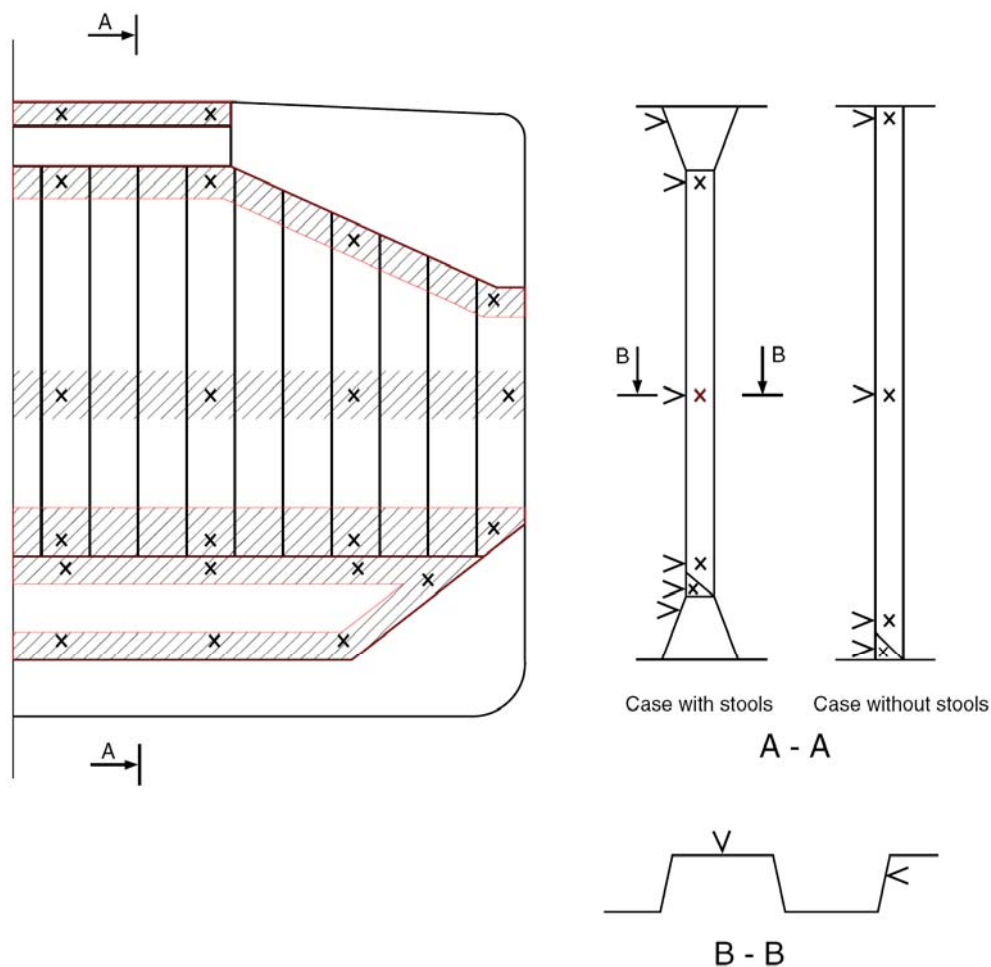 A
B
B
Case with stools
Case without stools
A - A
A
B - B